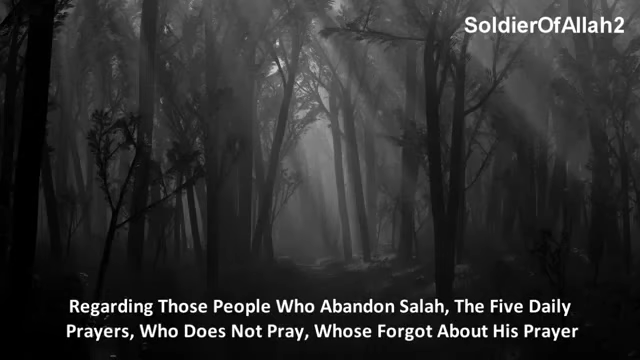 SoldierOfAllah2
Regarding Those People Who Abandon Salah, The Five Daily
Prayers, Who Does Not Pray, Whose Forgot About His Prayer